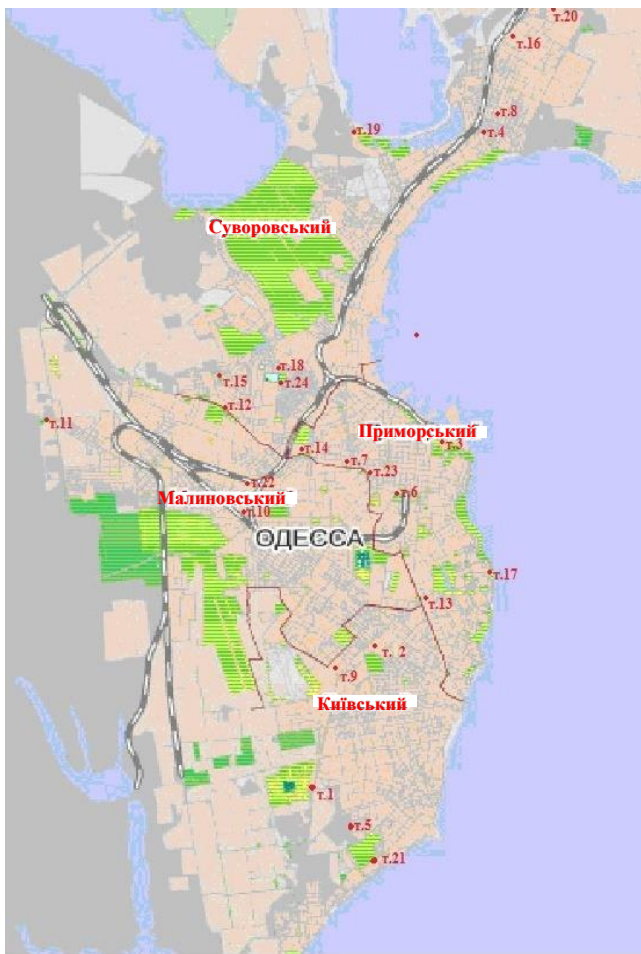 т.20
т.16
т.8
т.19
т.4
Суворовський
т.18
т.15
т.24
т.12
т.11
Приморський
т.3
т.14
т.7
т.23
т.22
т.6
Малиновський
т.10
ОДЕССА
т.17
т.13
т. 2
т.9
Київський
т.1
т.5
т.21